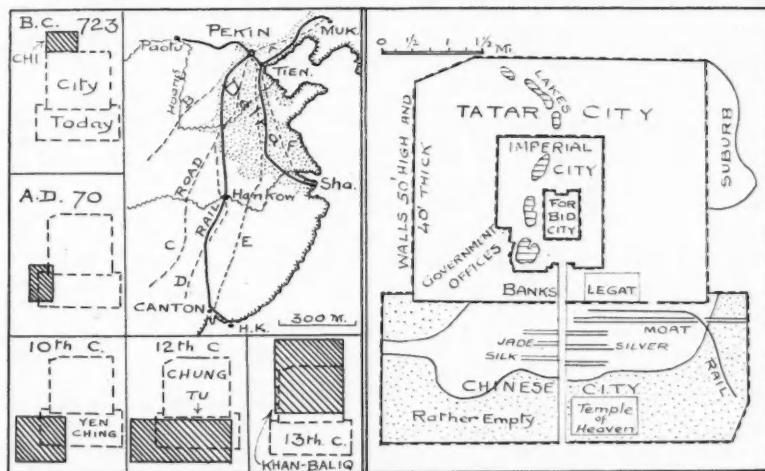 B.C. 723
CHI
City
Today
A.D. 70
10th C.
YEN
CHING
12th C
CHUNG
TU
13th C.
KHAN-BALIQ
PEKIN
MUK.
Paotu
Hoang
TIEN.
B
F
F
Sha.
ROAD
RAIL
Hankow
C
D
E
CANTON
H.K.
300 M.
0 1/2 1 1½ Mi.
LAKES
TATAR CITY
SUBURB
WALLS 50' HIGH AND
40' THICK
IMPERIAL
CITY
FOR
BID
CITY
GOVERNMENT
OFFICES
BANKS
LEGAT
MOAT
JADE
SILVER
SILK
RAIL
CHINESE CITY
Rather Empty
Temple
of
Heaven